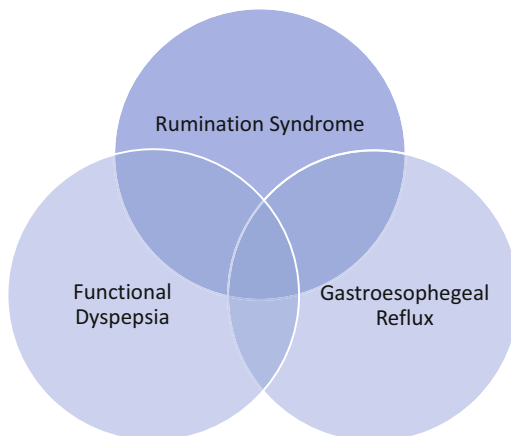 Rumination Syndrome
Functional
Dyspepsia
Gastroesophegeal
Reflux